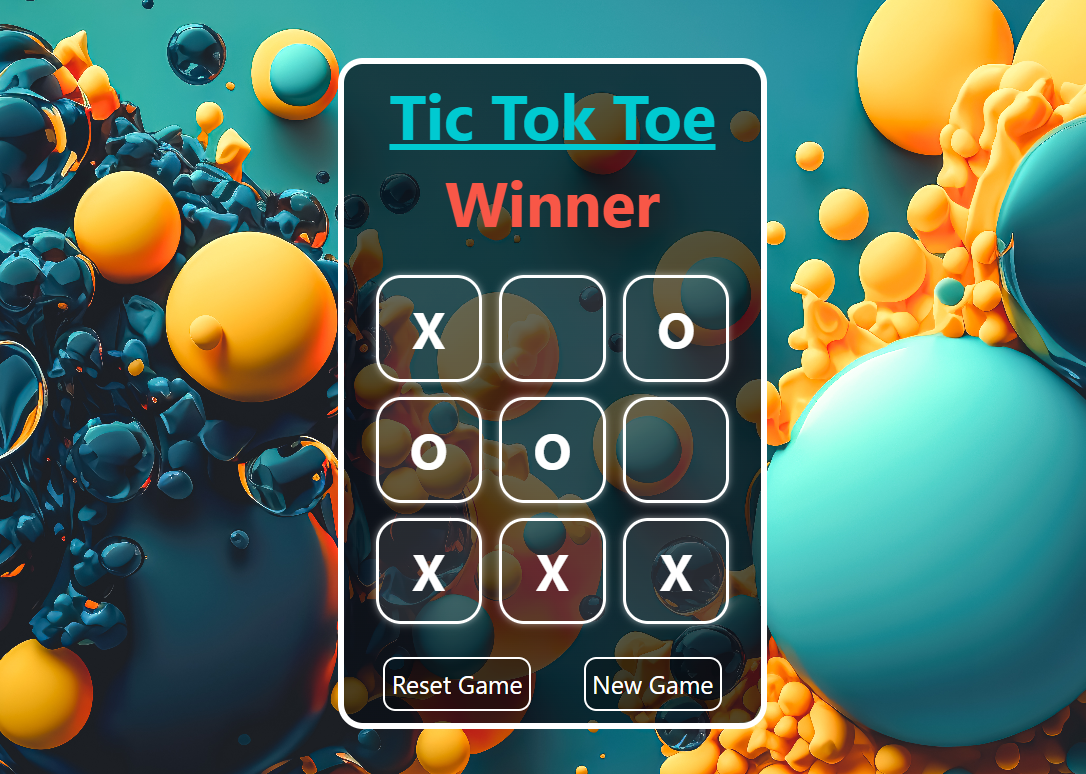 Tic Tok Toe
Winner
X O
O O
X X X
Reset Game New Game